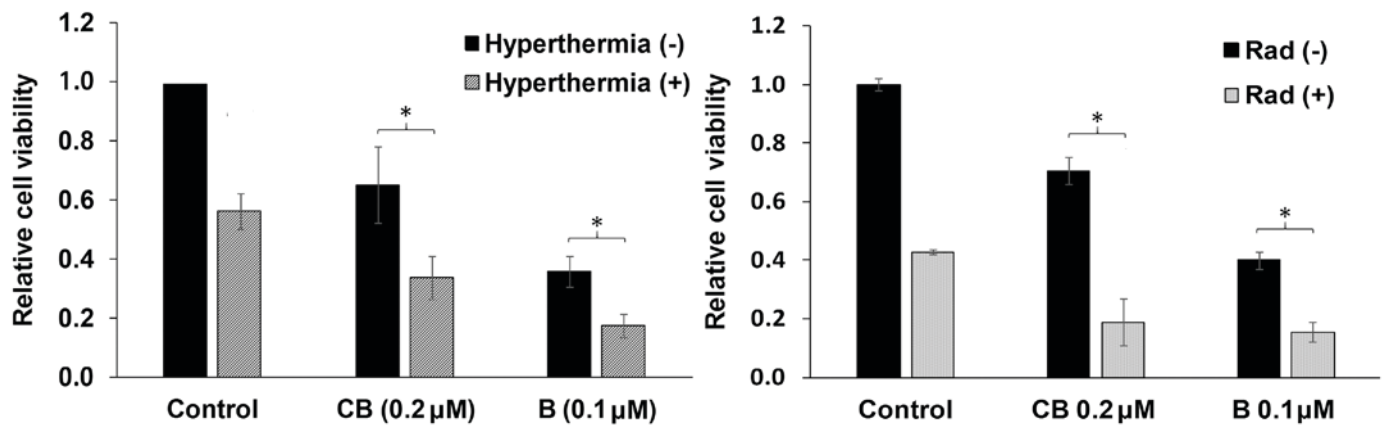 Relative cell viability
1.2
1.0
0.8
0.6
0.4
0.2
0.0
Hyperthermia (-)
Hyperthermia (+)
*
*
Control
CB (0.2 µM)
B (0.1 µM)
Relative cell viability
1.2
1.0
0.8
0.6
0.4
0.2
0.0
Rad (-)
Rad (+)
*
*
Control
CB 0.2 µM
B 0.1µM